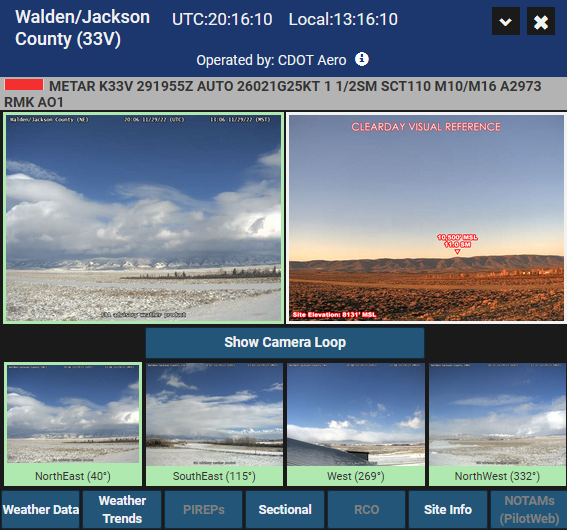 Walden/Jackson
County (33V)
UTC:20:16:10 Local:13:16:10
Operated by: CDOT Aero
METAR K33V 291955Z AUTO 26021G25KT 1 1/2SM SCT110 M10/M16 A2973
RMK AO1
Walden/Jackson County (NE) 20:06 11/29/22 (UTC) 13:06 11/29/22 (MST)
FAA advisory weather product
CLEARDAY VISUAL REFERENCE
10,500' MSL
11.0 SM
Site Elevation: 8131' MSL
Show Camera Loop
NorthEast (40°)
SouthEast (115°)
West (269°)
NorthWest (332°)
Weather Data
Weather
Trends
PIREPs
Sectional
RCO
Site Info
NOTAMs
(PilotWeb)